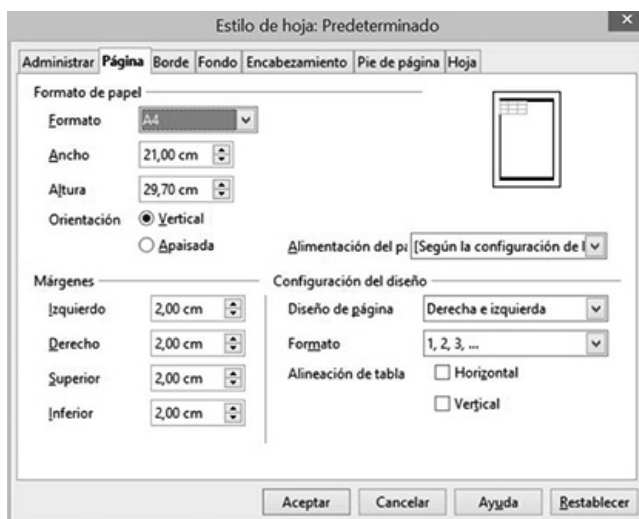 Estilo de hoja: Predeterminado
Administrar Página Borde Fondo Encabezamiento Pie de página Hoja
Formato de papel
Formato A4
Ancho 21,00 cm
Altura 29,70 cm
Orientación Vertical
Apaisada
Alimentación del pa [Según la configuración de l
Márgenes
Izquierdo 2,00 cm
Derecho 2,00 cm
Superior 2,00 cm
Inferior 2,00 cm
Configuración del diseño
Diseño de página Derecha e izquierda
Formato 1, 2, 3, ...
Alineación de tabla Horizontal
Vertical
Aceptar Cancelar Ayuda Restablecer